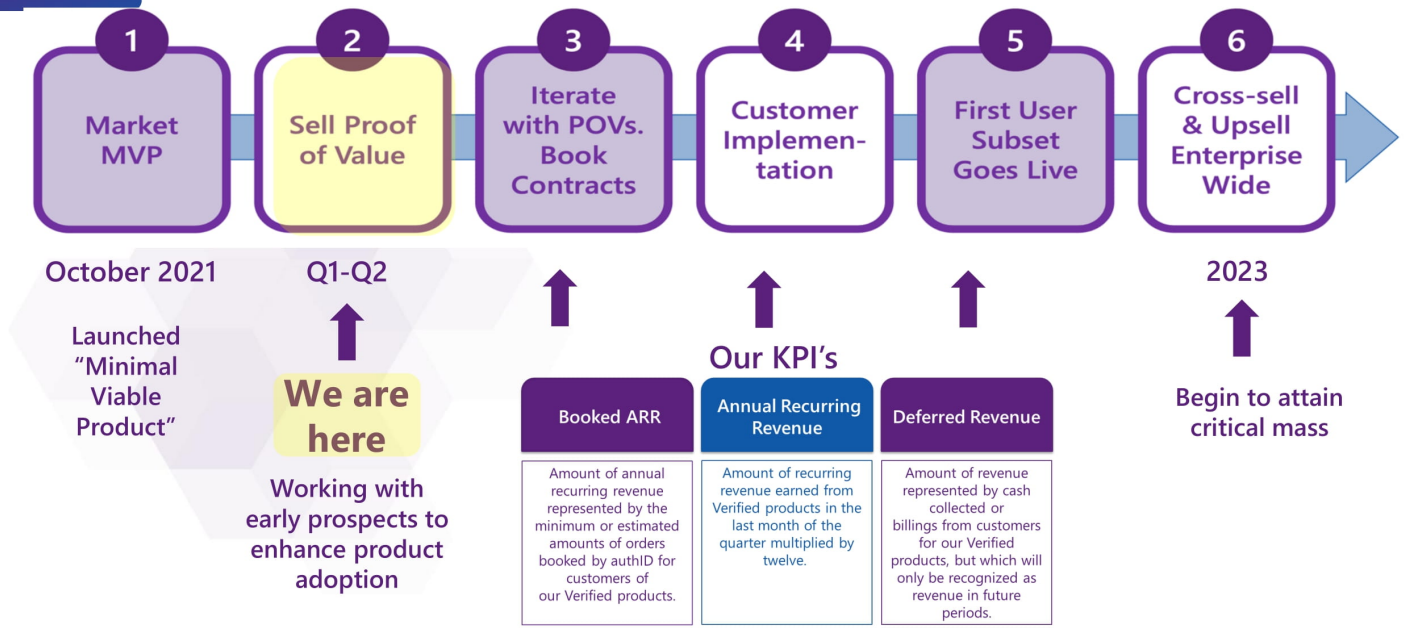 1
Market
MVP
2
Sell Proof
of Value
3
Iterate
with POVs.
Book
Contracts
4
Customer
Implemen-
tation
5
First User
Subset
Goes Live
6
Cross-sell
& Upsell
Enterprise
Wide
October 2021
Launched
“Minimal
Viable
Product”
Q1-Q2
We are
here
Working with
early prospects to
enhance product
adoption
Our KPI’s
Booked ARR
Amount of annual
recurring revenue
represented by the
minimum or estimated
amounts of orders
booked by authID for
customers of
our Verified products.
Annual Recurring
Revenue
Amount of recurring
revenue earned from
Verified products in the
last month of the
quarter multiplied by
twelve.
Deferred Revenue
Amount of revenue
represented by cash
collected or
billings from customers
for our Verified
products, but which will
only be recognized as
revenue in future
periods.
2023
Begin to attain
critical mass